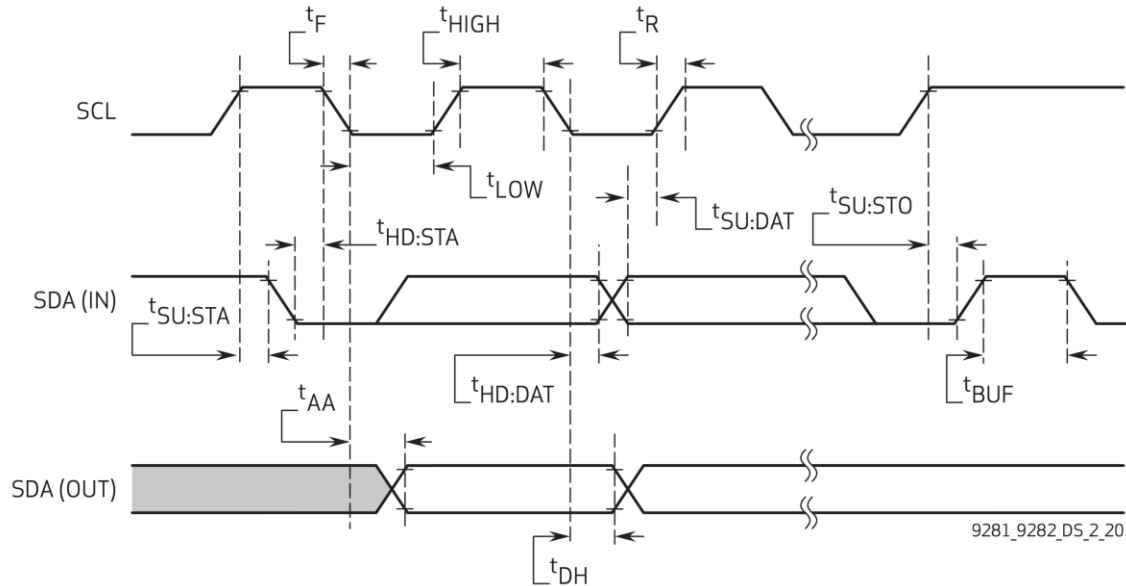 tF
tHIGH
tR
SCL
tLOW
tSU:DAT
tSU:STO
tHD:STA
SDA (IN)
tSU:STA
tAA
tHD:DAT
tBUF
SDA (OUT)
9281_9282_DS_2_20
tDH